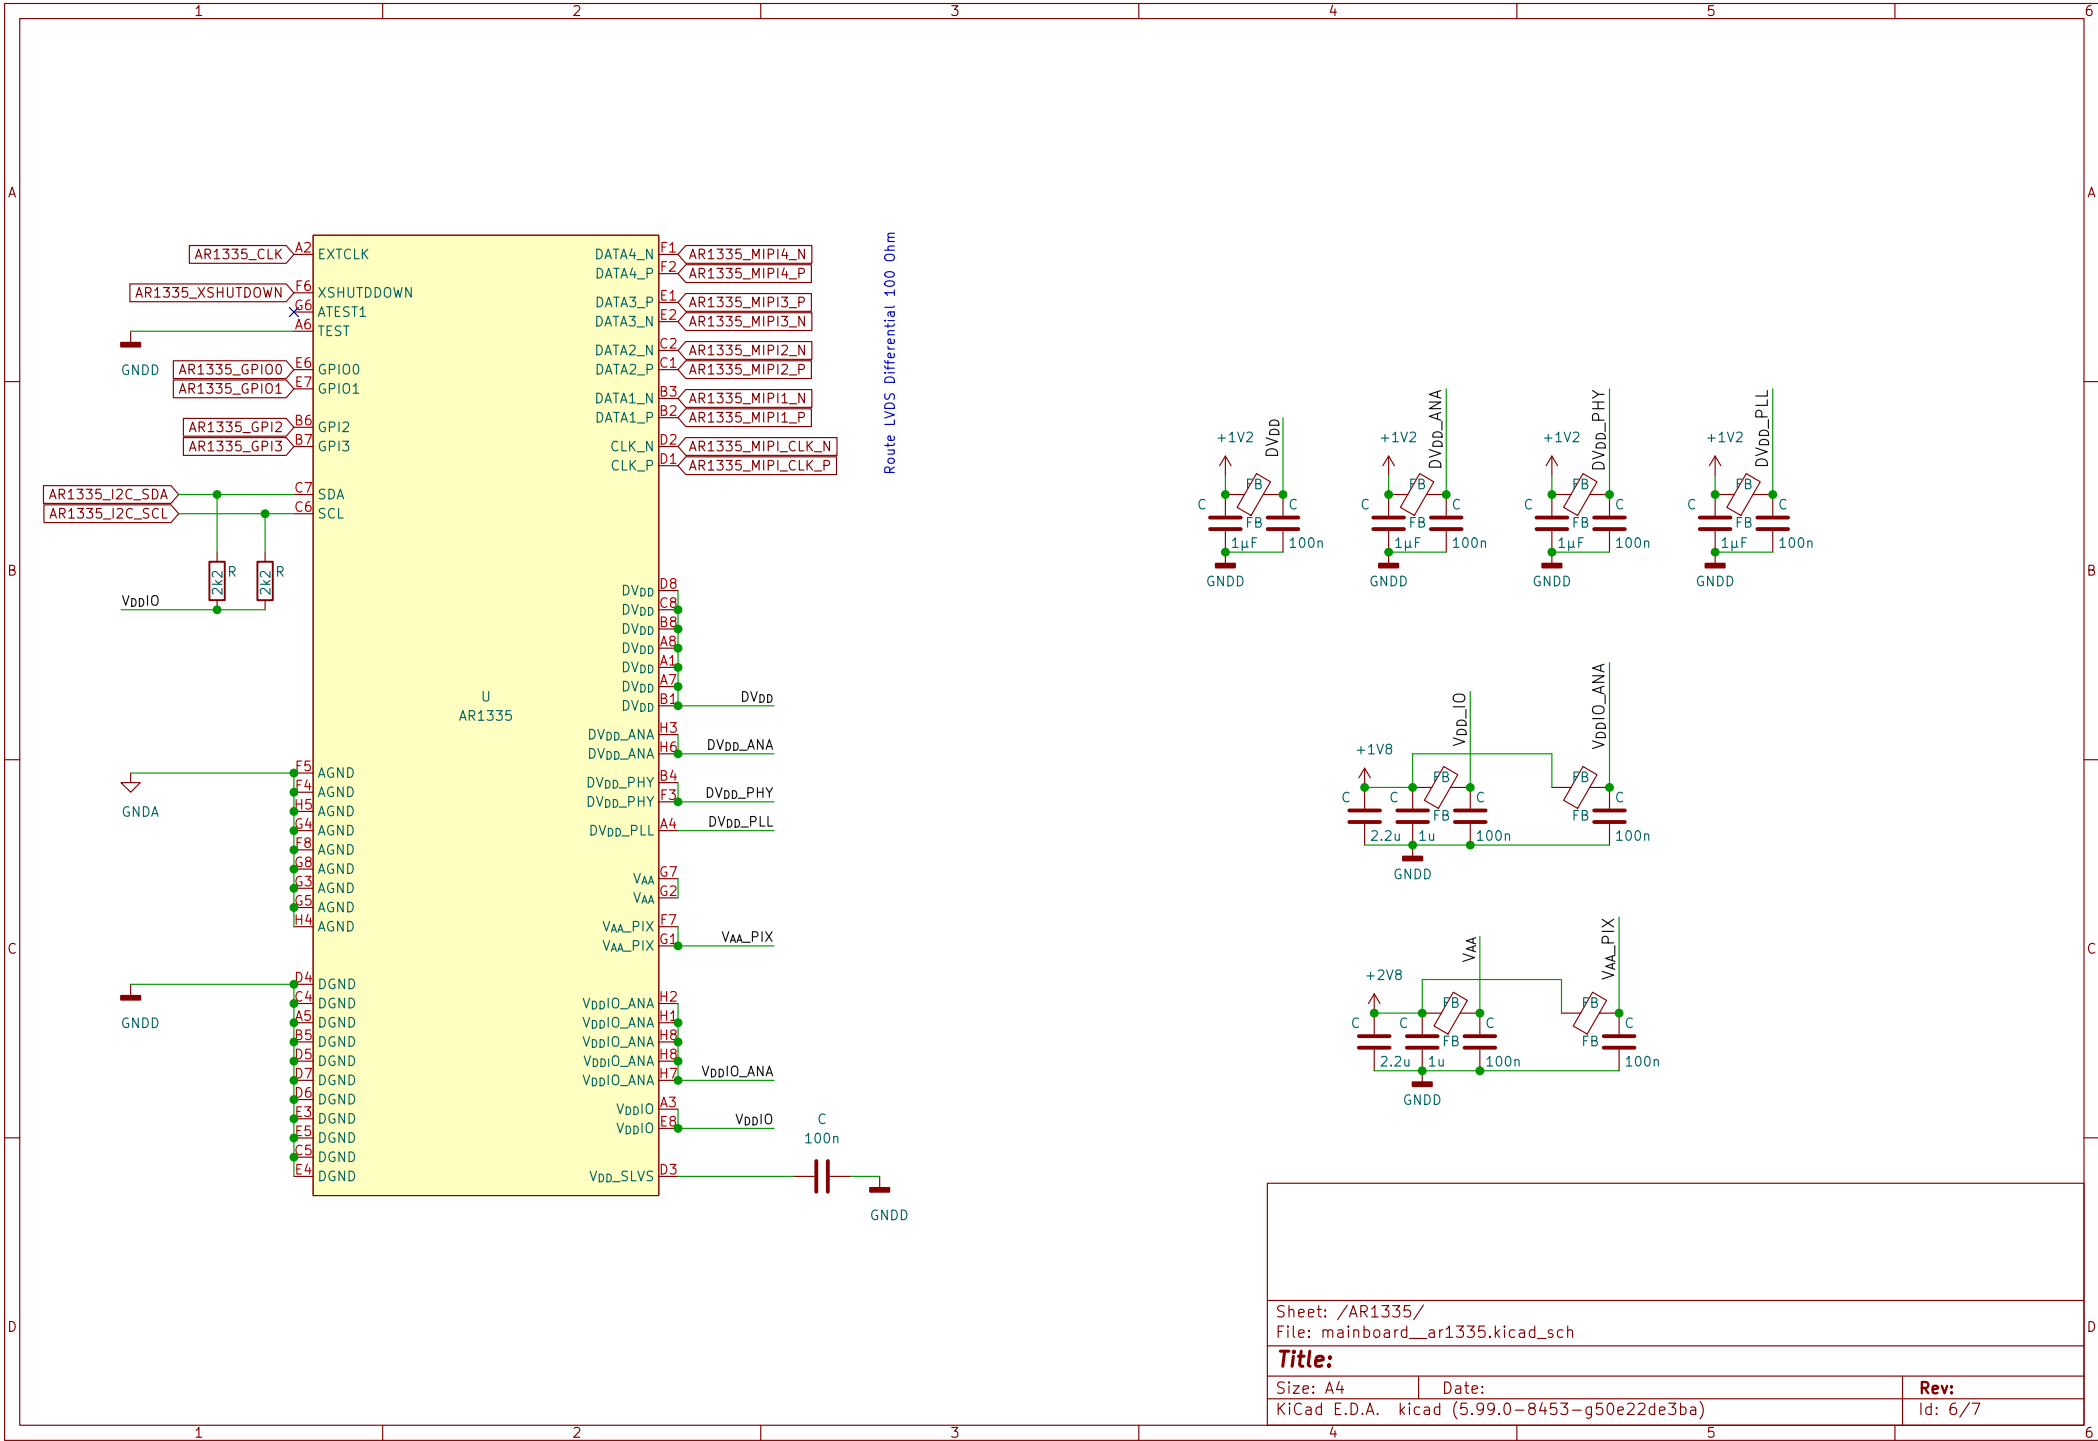 1 2 3 4 5 6
A A
B B
C C
D D
AR1335_CLK A2 EXTCLK
AR1335_XSHUTDOWN F6 XSHUTDDOWN
G6 ATEST1
A6 TEST
GNDD
AR1335_GPIO0 E6 GPIO0
AR1335_GPIO1 E7 GPIO1
AR1335_GPI2 B6 GPI2
AR1335_GPI3 B7 GPI3
AR1335_I2C_SDA C7 SDA
AR1335_I2C_SCL C6 SCL
2k2 R 2k2 R
VDDIO
U
AR1335
F5 AGND
F4 AGND
GNDA
H5 AGND
G4 AGND
F8 AGND
G8 AGND
G3 AGND
G5 AGND
H4 AGND
D4 DGND
C4 DGND
GNDD
A5 DGND
B5 DGND
D5 DGND
D7 DGND
D6 DGND
E3 DGND
F5 DGND
C5 DGND
E4 DGND
DATA4_N F1 AR1335_MIPI4_N
DATA4_P F2 AR1335_MIPI4_P
DATA3_P E1 AR1335_MIPI3_P
DATA3_N E2 AR1335_MIPI3_N
DATA2_N C2 AR1335_MIPI2_N
DATA2_P C1 AR1335_MIPI2_P
DATA1_N B3 AR1335_MIPI1_N
DATA1_P B2 AR1335_MIPI1_P
CLK_N D2 AR1335_MIPI_CLK_N
CLK_P D1 AR1335_MIPI_CLK_P
Route LVDS Differential 100 Ohm
DVDD D8
DVDD C8
DVDD B8
DVDD A8
DVDD A1
DVDD A7
DVDD B1 DVDD
DVDD_ANA H3
DVDD_ANA H6 DVDD_ANA
DVDD_PHY B4
DVDD_PHY F3 DVDD_PHY
DVDD_PLL A4 DVDD_PLL
VAA G7
VAA G2
VAA_PIX F7
VAA_PIX G1 VAA_PIX
VDDIO_ANA H2
VDDIO_ANA H1
VDDIO_ANA H8
VDDIO_ANA H8
VDDIO_ANA H7 VDDIO_ANA
VDDIO A3
VDDIO E8 VDDIO
VDD_SLVS D3
C
100n
GNDD
+1V2 DVDD
C FB C
FB
1µF 100n
GNDD
+1V2 DVDD_ANA
C FB C
FB
1µF 100n
GNDD
+1V2 DVDD_PHY
C FB C
FB
1µF 100n
GNDD
+1V2 DVDD_PLL
C FB C
FB
1µF 100n
GNDD
+1V8 VDD_IO VDDIO_ANA
C C FB C FB C
FB
2.2u 1u 100n 100n
GNDD
+2V8 VAA VAA_PIX
FB FB
C C C C
FB FB
2.2u 1u 100n 100n
GNDD
Sheet: /AR1335/
File: mainboard__ar1335.kicad_sch
Title:
Size: A4 Date: Rev:
KiCad E.D.A. kicad (5.99.0-8453-g50e22de3ba) Id: 6/7
1 2 3 4 5 6